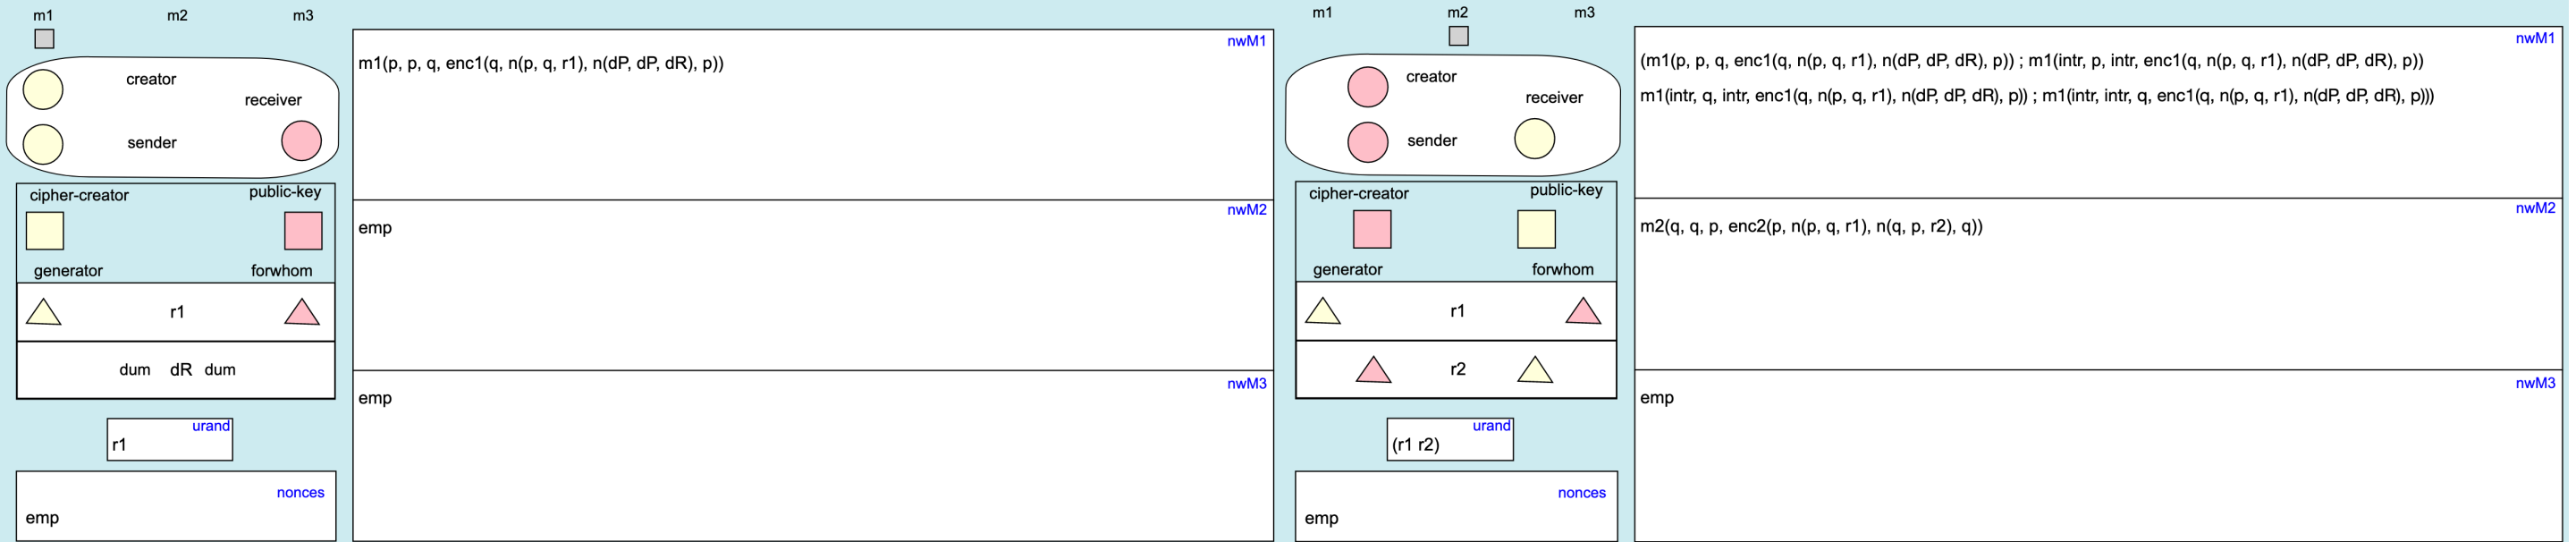 m1 m2 m3
creator
receiver
sender
cipher-creator public-key
generator forwhom
r1
dum dR dum
urand
r1
nonces
emp
nwM1
m1(p, p, q, enc1(q, n(p, q, r1), n(dP, dP, dR), p))
nwM2
emp
nwM3
emp
m1 m2 m3
creator
receiver
sender
cipher-creator public-key
generator forwhom
r1
r2
urand
(r1 r2)
nonces
emp
nwM1
(m1(p, p, q, enc1(q, n(p, q, r1), n(dP, dP, dR), p)) ; m1(intr, p, intr, enc1(q, n(p, q, r1), n(dP, dP, dR), p))
m1(intr, q, intr, enc1(q, n(p, q, r1), n(dP, dP, dR), p)) ; m1(intr, intr, q, enc1(q, n(p, q, r1), n(dP, dP, dR), p)))
nwM2
m2(q, q, p, enc2(p, n(p, q, r1), n(q, p, r2), q))
nwM3
emp